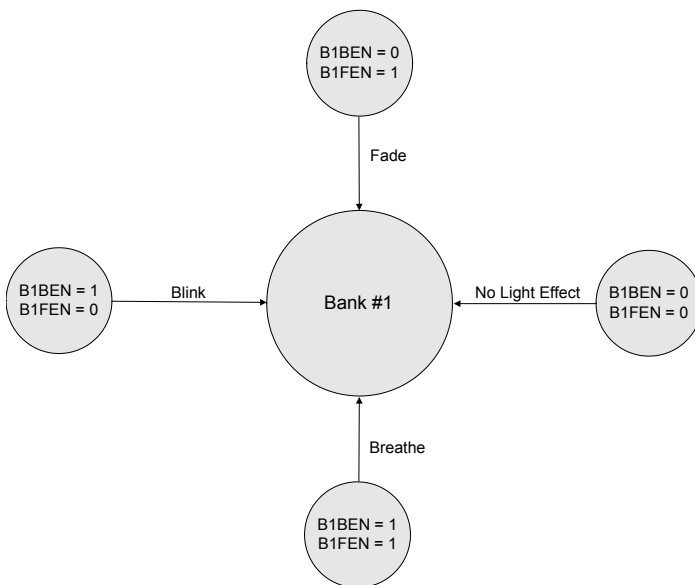 B1BEN = 0
B1FEN = 1
Fade
B1BEN = 1
B1FEN = 0
Blink
Bank #1
No Light Effect
B1BEN = 0
B1FEN = 0
Breathe
B1BEN = 1
B1FEN = 1